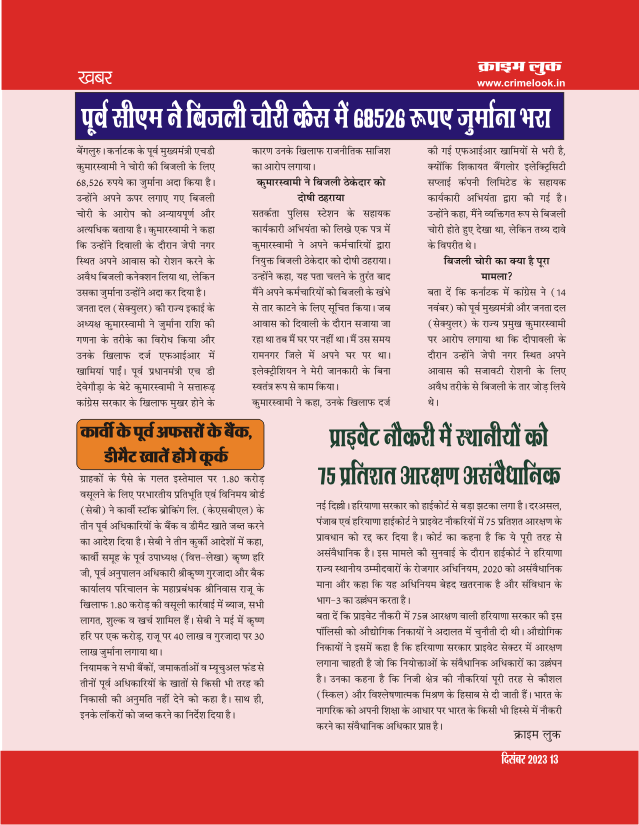 खबर
क्राइम लुक
www.crimelook.in
पूर्व सीएम ने बिजली चोरी केस में 68526 रूपए जुर्माना भरा
बेंगलुरु। कर्नाटक के पूर्व मुख्यमंत्री एचडी
कुमारस्वामी ने चोरी की बिजली के लिए
68,526 रुपये का जुर्माना अदा किया है।
उन्होंने अपने ऊपर लगाए गए बिजली
चोरी के आरोप को अन्यायपूर्ण और
अत्यधिक बताया है। कुमारस्वामी ने कहा
कि उन्होंने दिवाली के दौरान जेपी नगर
स्थित अपने आवास को रोशन करने के
अवैध बिजली कनेक्शन लिया था, लेकिन
उसका जुर्माना उन्होंने अदा कर दिया है।
जनता दल (सेक्युलर) की राज्य इकाई के
अध्यक्ष कुमारस्वामी ने जुर्माना राशि की
गणना के तरीके का विरोध किया और
उनके खिलाफ दर्ज एफआईआर में
खामियां पाईं। पूर्व प्रधानमंत्री एच डी
देवेगौड़ा के बेटे कुमारस्वामी ने सत्तारूढ़
कांग्रेस सरकार के खिलाफ मुखर होने के
कारण उनके खिलाफ राजनीतिक साजिश
का आरोप लगाया।
कुमारस्वामी ने बिजली ठेकेदार को
दोषी ठहराया
सतर्कता पुलिस स्टेशन के सहायक
कार्यकारी अभियंता को लिखे एक पत्र में
कुमारस्वामी ने अपने कर्मचारियों द्वारा
नियुक्त बिजली ठेकेदार को दोषी ठहराया।
उन्होंने कहा, यह पता चलने के तुरंत बाद
मैंने अपने कर्मचारियों को बिजली के खंभे
से तार काटने के लिए सूचित किया। जब
आवास को दिवाली के दौरान सजाया जा
रहा था तब मैं घर पर नहीं था। मैं उस समय
रामनगर जिले में अपने घर पर था।
इलेक्ट्रीशियन ने मेरी जानकारी के बिना
स्वतंत्र रूप से काम किया।
कुमारस्वामी ने कहा, उनके खिलाफ दर्ज
की गई एफआईआर खामियों से भरी है,
क्योंकि शिकायत बैंगलोर इलेक्ट्रिसिटी
सप्लाई कंपनी लिमिटेड के सहायक
कार्यकारी अभियंता द्वारा की गई है।
उन्होंने कहा, मैंने व्यक्तिगत रूप से बिजली
चोरी होते हुए देखा था, लेकिन तथ्य दावे
के विपरीत थे।
बिजली चोरी का क्या है पूरा
मामला?
बता दें कि कर्नाटक में कांग्रेस ने (14
नवंबर) को पूर्व मुख्यमंत्री और जनता दल
(सेक्युलर) के राज्य प्रमुख कुमारस्वामी
पर आरोप लगाया था कि दीपावली के
दौरान उन्होंने जेपी नगर स्थित अपने
आवास की सजावटी रोशनी के लिए
अवैध तरीके से बिजली के तार जोड़ लिये
थे।
कार्वी के पूर्व अफसरों के बैंक,
डीमैट खातें होंगे कूर्क
ग्राहकों के पैसे के गलत इस्तेमाल पर 1.80 करोड़
वसूलने के लिए परभारतीय प्रतिभूति एवं विनिमय बोर्ड
(सेबी) ने कार्वी स्टॉक ब्रोकिंग लि. (केएसबीएल) के
तीन पूर्व अधिकारियों के बैंक व डीमैट खाते जब्त करने
का आदेश दिया है। सेबी ने तीन कुर्की आदेशों में कहा,
कार्वी समूह के पूर्व उपाध्यक्ष (वित्त-लेखा) कृष्ण हरि
जी, पूर्व अनुपालन अधिकारी श्रीकृष्ण गुरजादा और बैक
कार्यालय परिचालन के महाप्रबंधक श्रीनिवास राजू के
खिलाफ 1.80 करोड़ की वसूली कार्रवाई में ब्याज, सभी
लागत, शुल्क व खर्च शामिल हैं। सेबी ने मई में कृष्ण
हरि पर एक करोड़, राजू पर 40 लाख व गुरजादा पर 30
लाख जुर्माना लगाया था।
नियामक ने सभी बैंकों, जमाकर्ताओं व म्यूचुअल फंड से
तीनों पूर्व अधिकारियों के खातों से किसी भी तरह की
निकासी की अनुमति नहीं देने को कहा है। साथ ही,
इनके लॉकरों को जब्त करने का निर्देश दिया है।
प्राइवेट नौकरी में स्थानीयों को
75 प्रतिशत आरक्षण असंवैधानिक
नई दिल्ली। हरियाणा सरकार को हाईकोर्ट से बड़ा झटका लगा है। दरअसल,
पंजाब एवं हरियाणा हाईकोर्ट ने प्राइवेट नौकरियों में 75 प्रतिशत आरक्षण के
प्रावधान को रद्द कर दिया है। कोर्ट का कहना है कि ये पूरी तरह से
असंवैधानिक है। इस मामले की सुनवाई के दौरान हाईकोर्ट ने हरियाणा
राज्य स्थानीय उम्मीदवारों के रोजगार अधिनियम, 2020 को असंवैधानिक
माना और कहा कि यह अधिनियम बेहद खतरनाक है और संविधान के
भाग-3 का उल्लंघन करता है।
बता दें कि प्राइवेट नौकरी में 75त्न आरक्षण वाली हरियाणा सरकार की इस
पॉलिसी को औद्योगिक निकायों ने अदालत में चुनौती दी थी। औद्योगिक
निकायों ने इसमें कहा है कि हरियाणा सरकार प्राइवेट सेक्टर में आरक्षण
लगाना चाहती है जो कि नियोक्ताओं के संवैधानिक अधिकारों का उल्लंघन
है। उनका कहना है कि निजी क्षेत्र की नौकरियां पूरी तरह से कौशल
(स्किल) और विश्लेषणात्मक मिश्रण के हिसाब से दी जाती हैं। भारत के
नागरिक को अपनी शिक्षा के आधार पर भारत के किसी भी हिस्से में नौकरी
करने का संवैधानिक अधिकार प्राप्त है।
क्राइम लुक
दिसंबर 2023 13